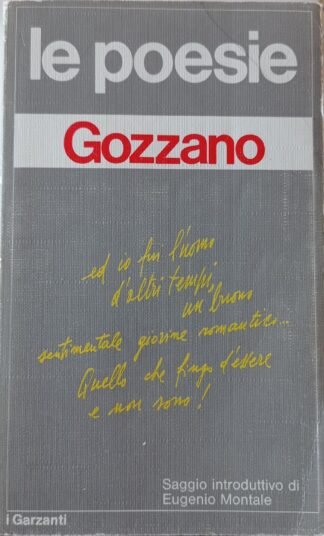 le poesie
Gozzano
ed io fui l'uomo
d'altri tempi,
un buono
sentimentale giovine romantico...
Quello che fingo d'essere
e non sono!
Saggio introduttivo di
Eugenio Montale
i Garzanti